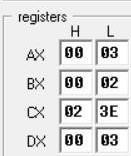 registers
H L
AX 00 03
BX 00 02
CX 02 3E
DX 00 03